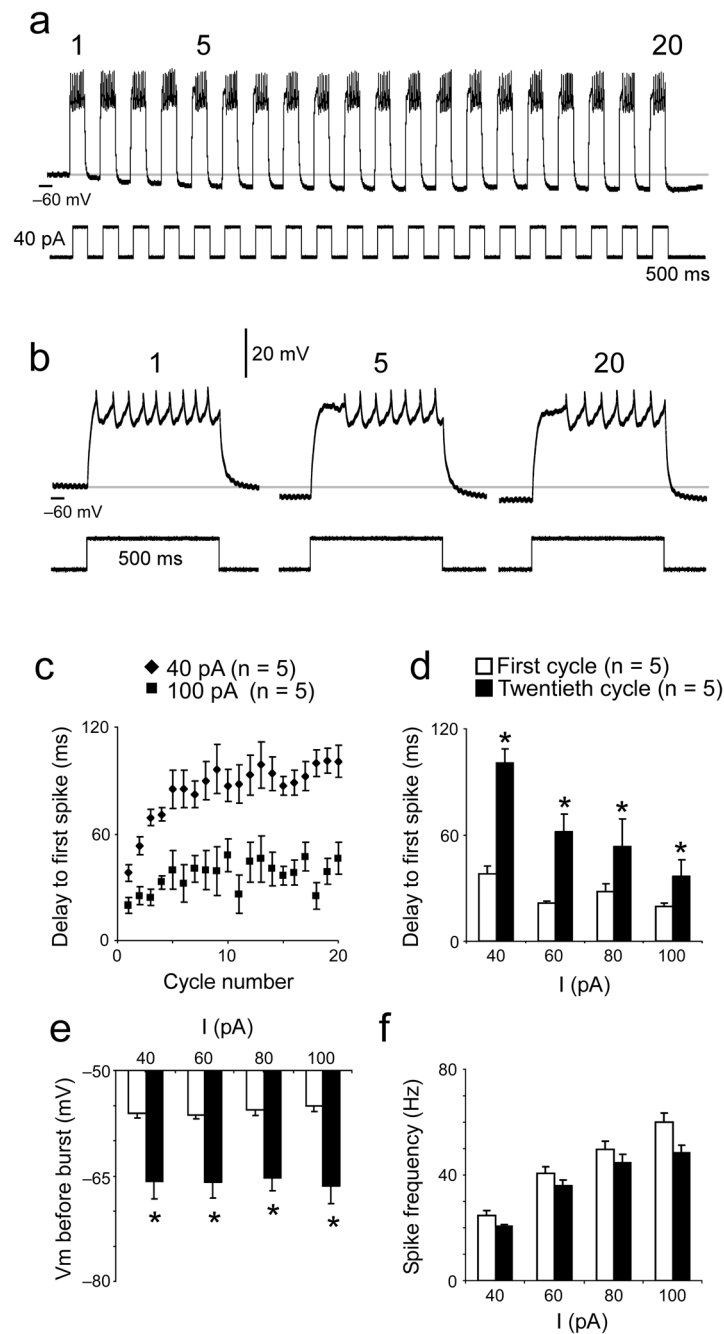 a
1 5 20
–60 mV
40 pA
500 ms
b
1 20 mV 5 20
–60 mV
500 ms
c
40 pA (n = 5)
100 pA (n = 5)
Delay to first spike (ms)
120
60
0
0 10 20
Cycle number
d
First cycle (n = 5)
Twentieth cycle (n = 5)
Delay to first spike (ms)
120
60
0
* * * *
40 60 80 100
I (pA)
e
I (pA)
40 60 80 100
Vm before burst (mV)
–50
–65
–80
* * * *
f
Spike frequency (Hz)
80
40
0
40 60 80 100
I (pA)